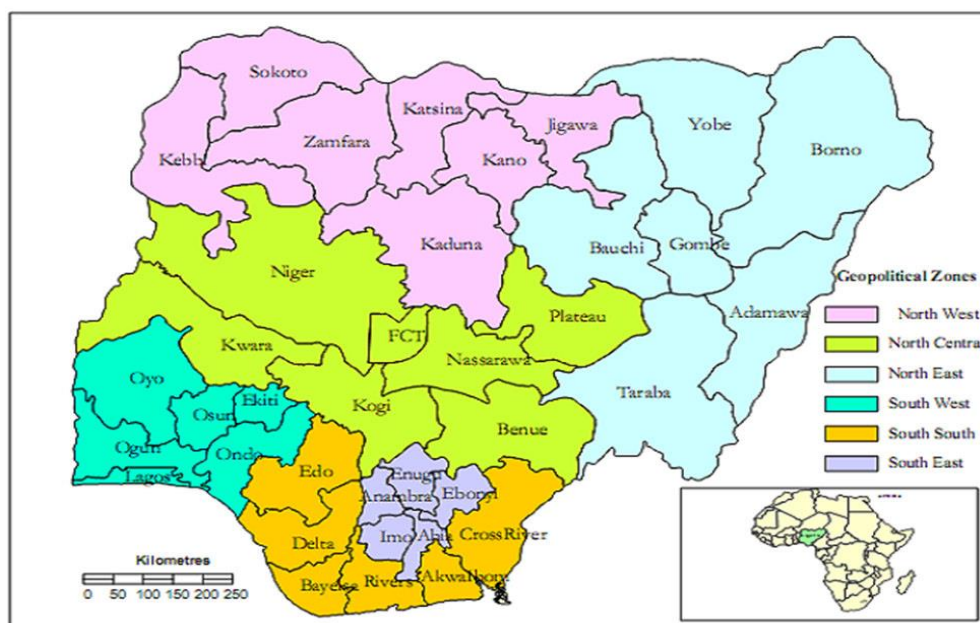 Sokoto
Katsina
Jigawa
Yobe
Borno
Kebbi
Zamfara
Kano
Kaduna
Bauchi
Gombe
Niger
Geopolitical Zones
Adamawa
North West
North Central
North East
South West
South South
South East
Plateau
FCT
Kwara
Nassarawa
Oyo
Osun
Ekiti
Kogi
Taraba
Benue
Ogun
Ondo
Lagos
Edo
Enugu
Anambra
Ebonyi
Delta
Imo
Abia
CrossRiver
Bayelsa
Rivers
AkwaIbom
Kilometres
0 50 100 150 200 250